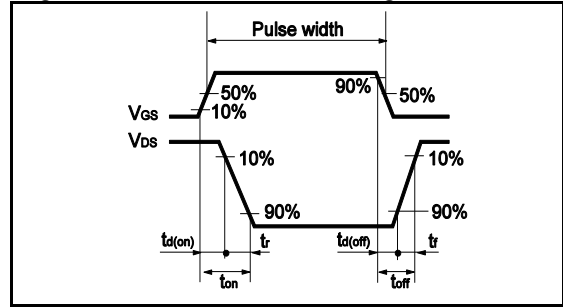 Pulse width
90%
50%
50%
10%
VGS
VDS
10%
10%
90%
90%
td(on)
tr
td(off)
tf
ton
toff